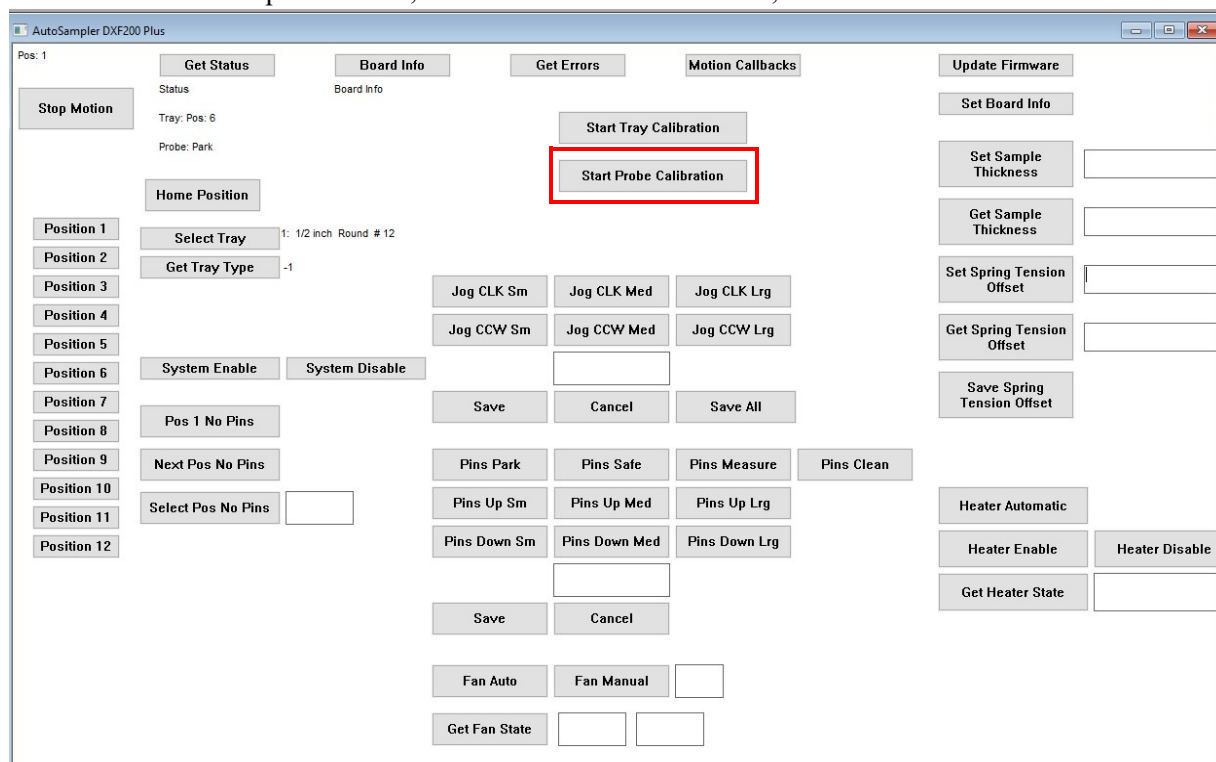 AutoSampler DXF200 Plus
Pos: 1
Get Status
Board Info
Get Errors
Motion Callbacks
Update Firmware
Status
Board Info
Stop Motion
Set Board Info
Tray: Pos: 6
Start Tray Calibration
Probe: Park
Start Probe Calibration
Set Sample
Thickness
Home Position
Get Sample
Thickness
Position 1
Select Tray
1: 1/2 inch Round # 12
Position 2
Get Tray Type
-1
Set Spring Tension
Offset
Position 3
Jog CLK Sm
Jog CLK Med
Jog CLK Lrg
Position 4
Jog CCW Sm
Jog CCW Med
Jog CCW Lrg
Get Spring Tension
Offset
Position 5
Position 6
System Enable
System Disable
Save Spring
Tension Offset
Position 7
Save
Cancel
Save All
Pos 1 No Pins
Position 8
Position 9
Next Pos No Pins
Pins Park
Pins Safe
Pins Measure
Pins Clean
Position 10
Select Pos No Pins
Pins Up Sm
Pins Up Med
Pins Up Lrg
Heater Automatic
Position 11
Position 12
Pins Down Sm
Pins Down Med
Pins Down Lrg
Heater Enable
Heater Disable
Get Heater State
Save
Cancel
Fan Auto
Fan Manual
Get Fan State